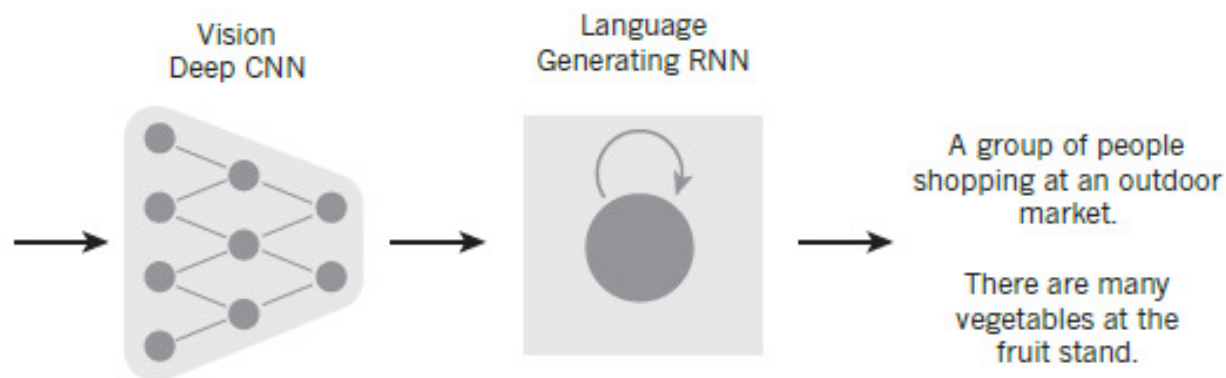 Vision
Deep CNN
Language
Generating RNN
A group of people
shopping at an outdoor
market.
There are many
vegetables at the
fruit stand.